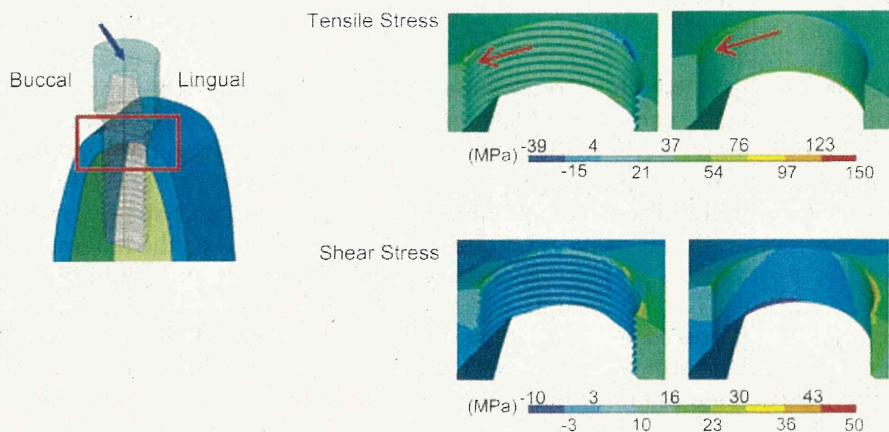 Tensile Stress
Buccal Lingual
-39 4 37 76 123
(MPa)
-15 21 54 97 150
Shear Stress
-10 3 16 30 43
(MPa)
-3 10 23 36 50